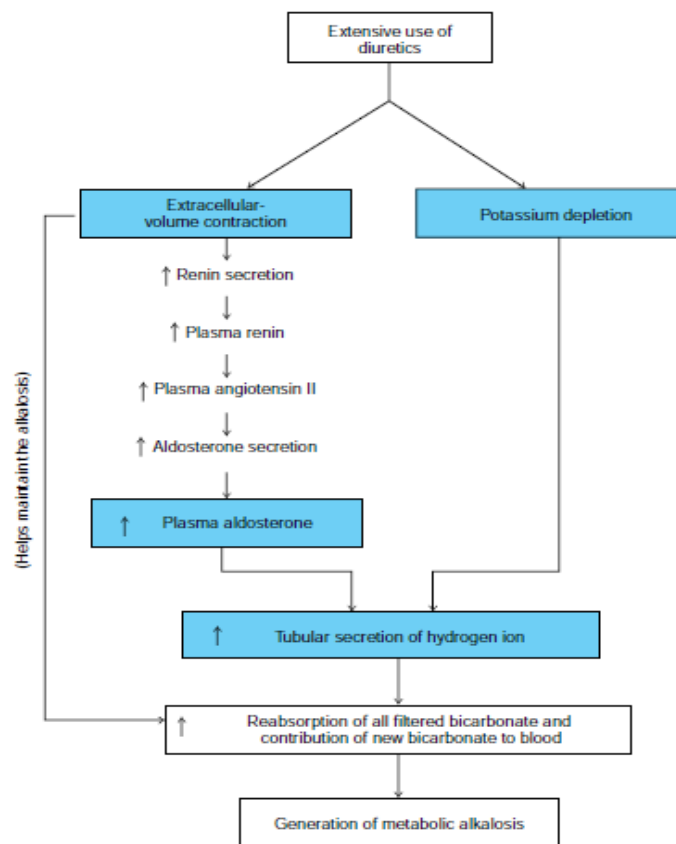 Extensive use of
diuretics
Extracellular-
volume contraction
Potassium depletion
↑ Renin secretion
↑ Plasma renin
↑ Plasma angiotensin II
↑ Aldosterone secretion
(Helps maintain the alkalosis)
↑ Plasma aldosterone
↑ Tubular secretion of hydrogen ion
↑ Reabsorption of all filtered bicarbonate and
contribution of new bicarbonate to blood
Generation of metabolic alkalosis